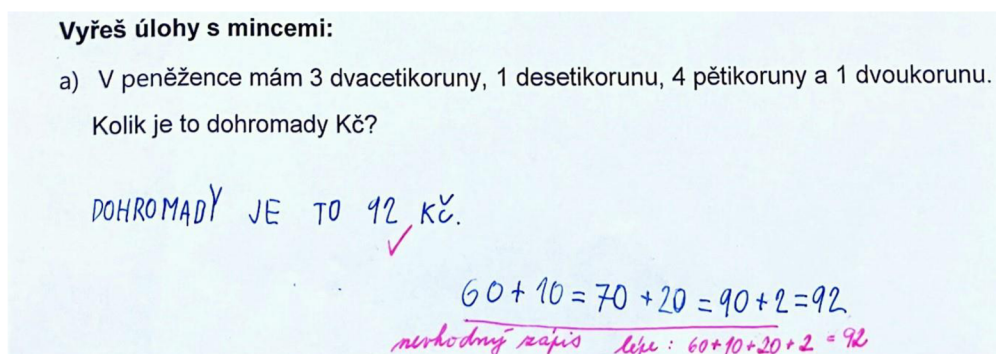 Vyřeš úlohy s mincemi:
a) V peněžence mám 3 dvacetikoruny, 1 desetikorunu, 4 pětikoruny a 1 dvoukorunu.
Kolik je to dohromady Kč?
DOHROMADY JE TO 92 Kč.
60+10=70+20=90+2=92
nevhodný zápis lépe: 60+10+20+2=92